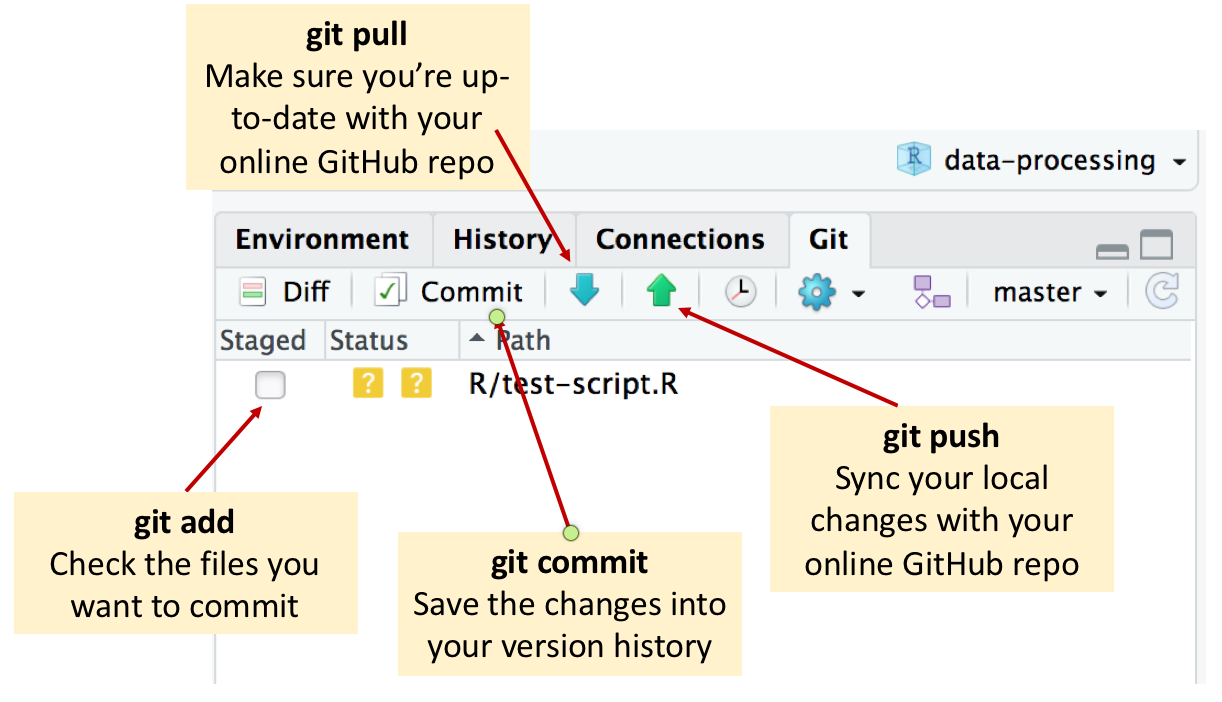 git pull
Make sure you’re up-
to-date with your
online GitHub repo
R data-processing
Environment History Connections Git
Diff Commit master
Staged Status Path
? ? R/test-script.R
git push
Sync your local
changes with your
online GitHub repo
git add
Check the files you
want to commit
git commit
Save the changes into
your version history